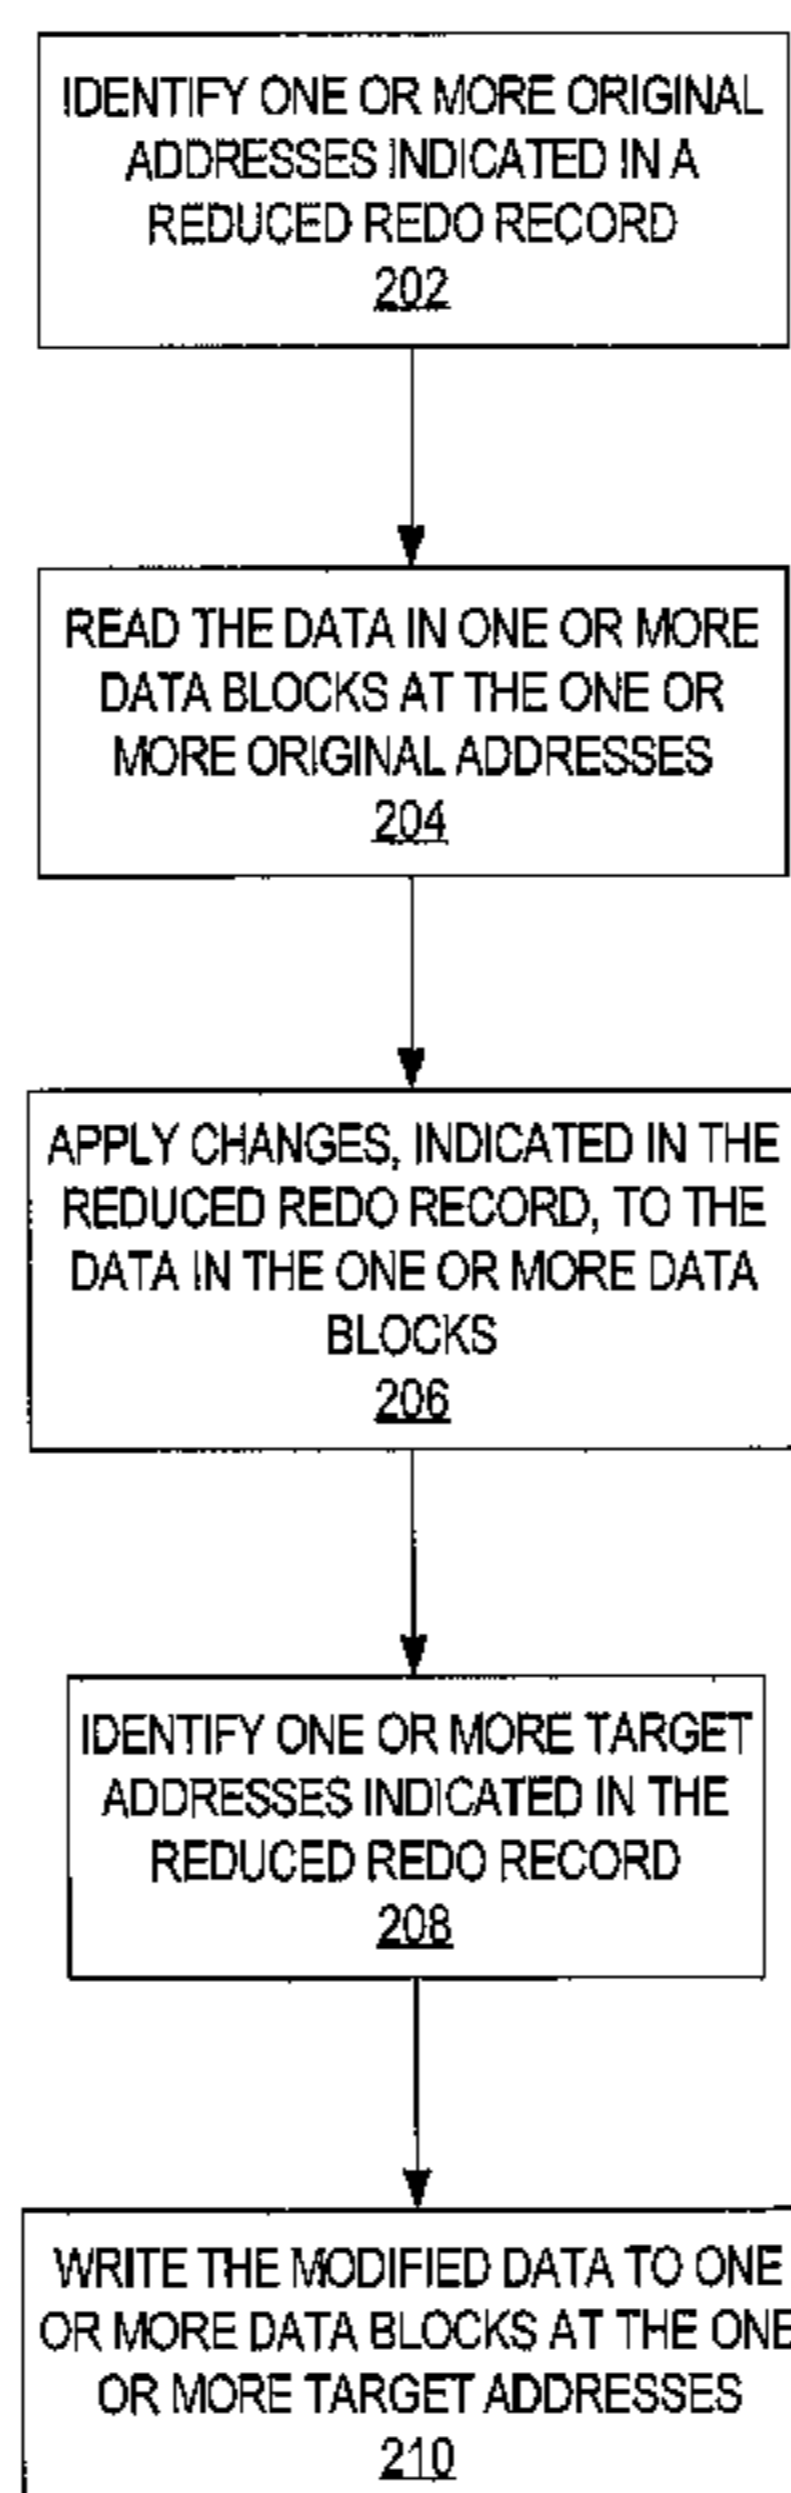 IDENTIFY ONE OR MORE ORIGINAL
ADDRESSES INDICATED IN A
REDUCED REDO RECORD
202
READ THE DATA IN ONE OR MORE
DATA BLOCKS AT THE ONE OR
MORE ORIGINAL ADDRESSES
204
APPLY CHANGES, INDICATED IN THE
REDUCED REDO RECORD, TO THE
DATA IN THE ONE OR MORE DATA
BLOCKS
206
IDENTIFY ONE OR MORE TARGET
ADDRESSES INDICATED IN THE
REDUCED REDO RECORD
208
WRITE THE MODIFIED DATA TO ONE
OR MORE DATA BLOCKS AT THE ONE
OR MORE TARGET ADDRESSES
210